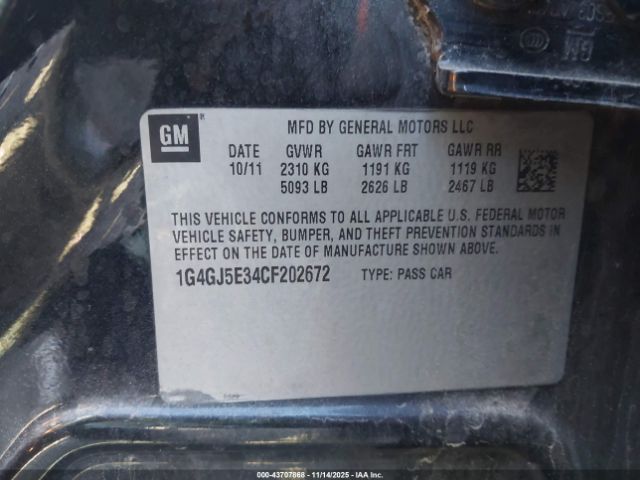 GM
GM ®
MFD BY GENERAL MOTORS LLC
DATE GVWR GAWR FRT GAWR RR
10/11 2310 KG 1191 KG 1119 KG
5093 LB 2626 LB 2467 LB
THIS VEHICLE CONFORMS TO ALL APPLICABLE U.S. FEDERAL MOTOR
VEHICLE SAFETY, BUMPER, AND THEFT PREVENTION STANDARDS IN
EFFECT ON THE DATE OF MANUFACTURE SHOWN ABOVE.
1G4GJ5E34CF202672 TYPE: PASS CAR
© 000-43707868 - 11/14/2025 - IAAI.COM